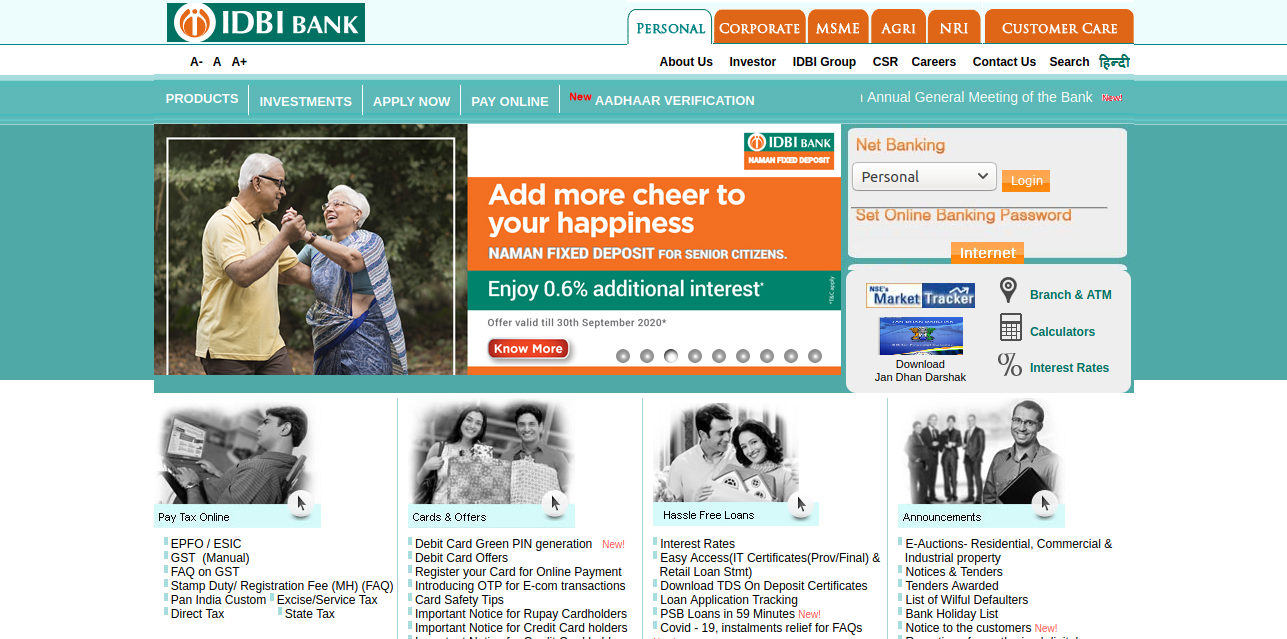 IDBI BANK
PERSONAL CORPORATE MSME AGRI NRI CUSTOMER CARE
A- A A+ About Us Investor IDBI Group CSR Careers Contact Us Search हिन्दी
PRODUCTS INVESTMENTS APPLY NOW PAY ONLINE New AADHAAR VERIFICATION Annual General Meeting of the Bank New!
IDBI BANK
NAMAN FIXED DEPOSIT
Add more cheer to
your happiness
NAMAN FIXED DEPOSIT FOR SENIOR CITIZENS.
Enjoy 0.6% additional interest*
*T&C apply
Offer valid till 30th September 2020*
Know More
Net Banking
Personal Login
Set Online Banking Password
Internet
NSE's
Market Tracker
Download
Jan Dhan Darshak
Branch & ATM
Calculators
Interest Rates
Pay Tax Online
EPFO / ESIC
GST (Manual)
FAQ on GST
Stamp Duty/ Registration Fee (MH) (FAQ)
Pan India Custom Excise/Service Tax
Direct Tax State Tax
Cards & Offers
Debit Card Green PIN generation New!
Debit Card Offers
Register your Card for Online Payment
Introducing OTP for E-com transactions
Card Safety Tips
Important Notice for Rupay Cardholders
Important Notice for Credit Card holders
Hassle Free Loans
Interest Rates
Easy Access(IT Certificates(Prov/Final) &
Retail Loan Stmt)
Download TDS On Deposit Certificates
Loan Application Tracking
PSB Loans in 59 Minutes New!
Covid - 19, instalments relief for FAQs
Announcements
E-Auctions- Residential, Commercial &
Industrial property
Notices & Tenders
Tenders Awarded
List of Wilful Defaulters
Bank Holiday List
Notice to the customers New!